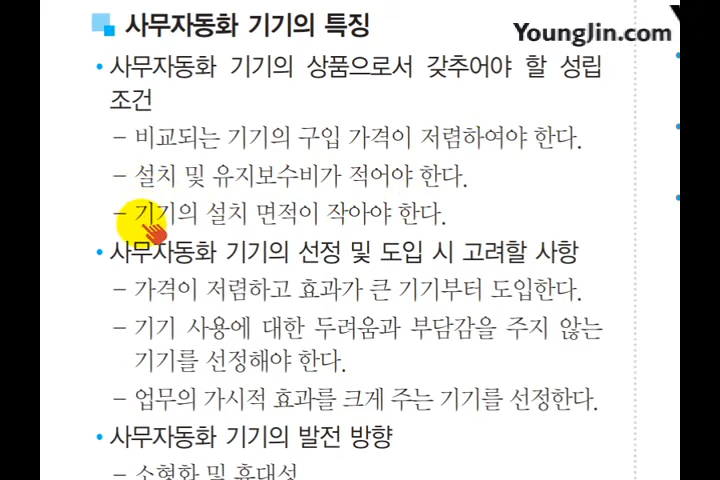 사무자동화 기기의 특징
YoungJin.com
• 사무자동화 기기의 상품으로서 갖추어야 할 성립
조건
– 비교되는 기기의 구입 가격이 저렴하여야 한다.
– 설치 및 유지보수비가 적어야 한다.
– 기기의 설치 면적이 작아야 한다.
• 사무자동화 기기의 선정 및 도입 시 고려할 사항
– 가격이 저렴하고 효과가 큰 기기부터 도입한다.
– 기기 사용에 대한 두려움과 부담감을 주지 않는
기기를 선정해야 한다.
– 업무의 가시적 효과를 크게 주는 기기를 선정한다.
• 사무자동화 기기의 발전 방향
– 소형화 및 휴대성